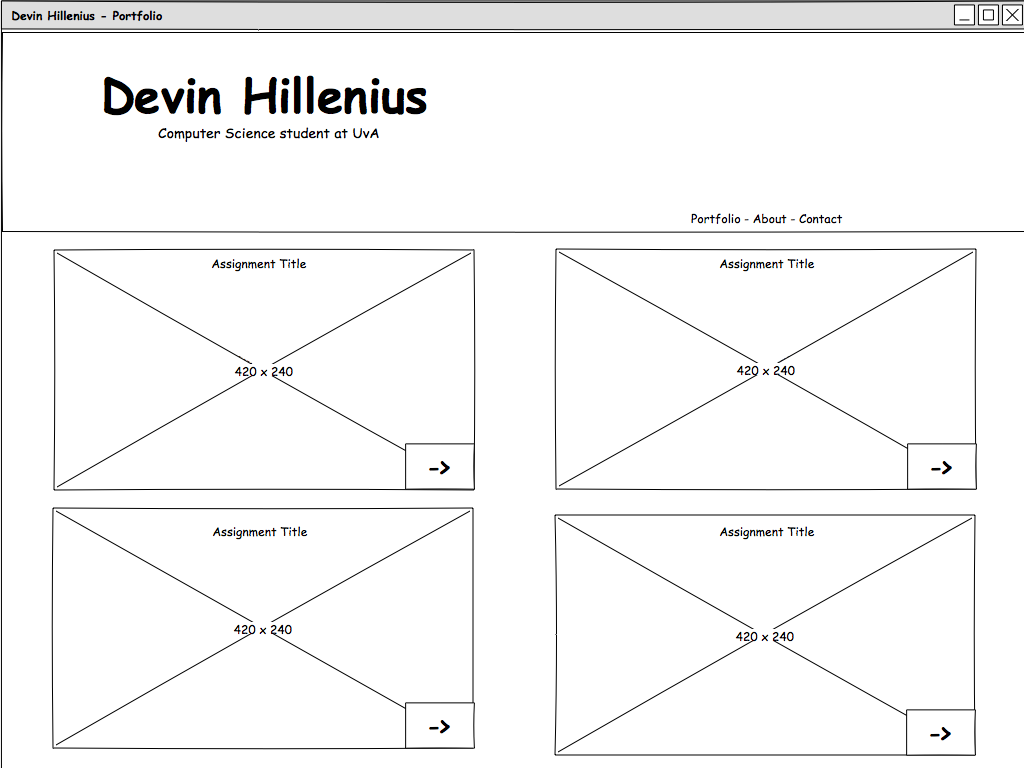 Devin Hillenius - Portfolio
Devin Hillenius
Computer Science student at UvA
Portfolio - About - Contact
Assignment Title
420 x 240
->
Assignment Title
420 x 240
->
Assignment Title
420 x 240
->
Assignment Title
420 x 240
->